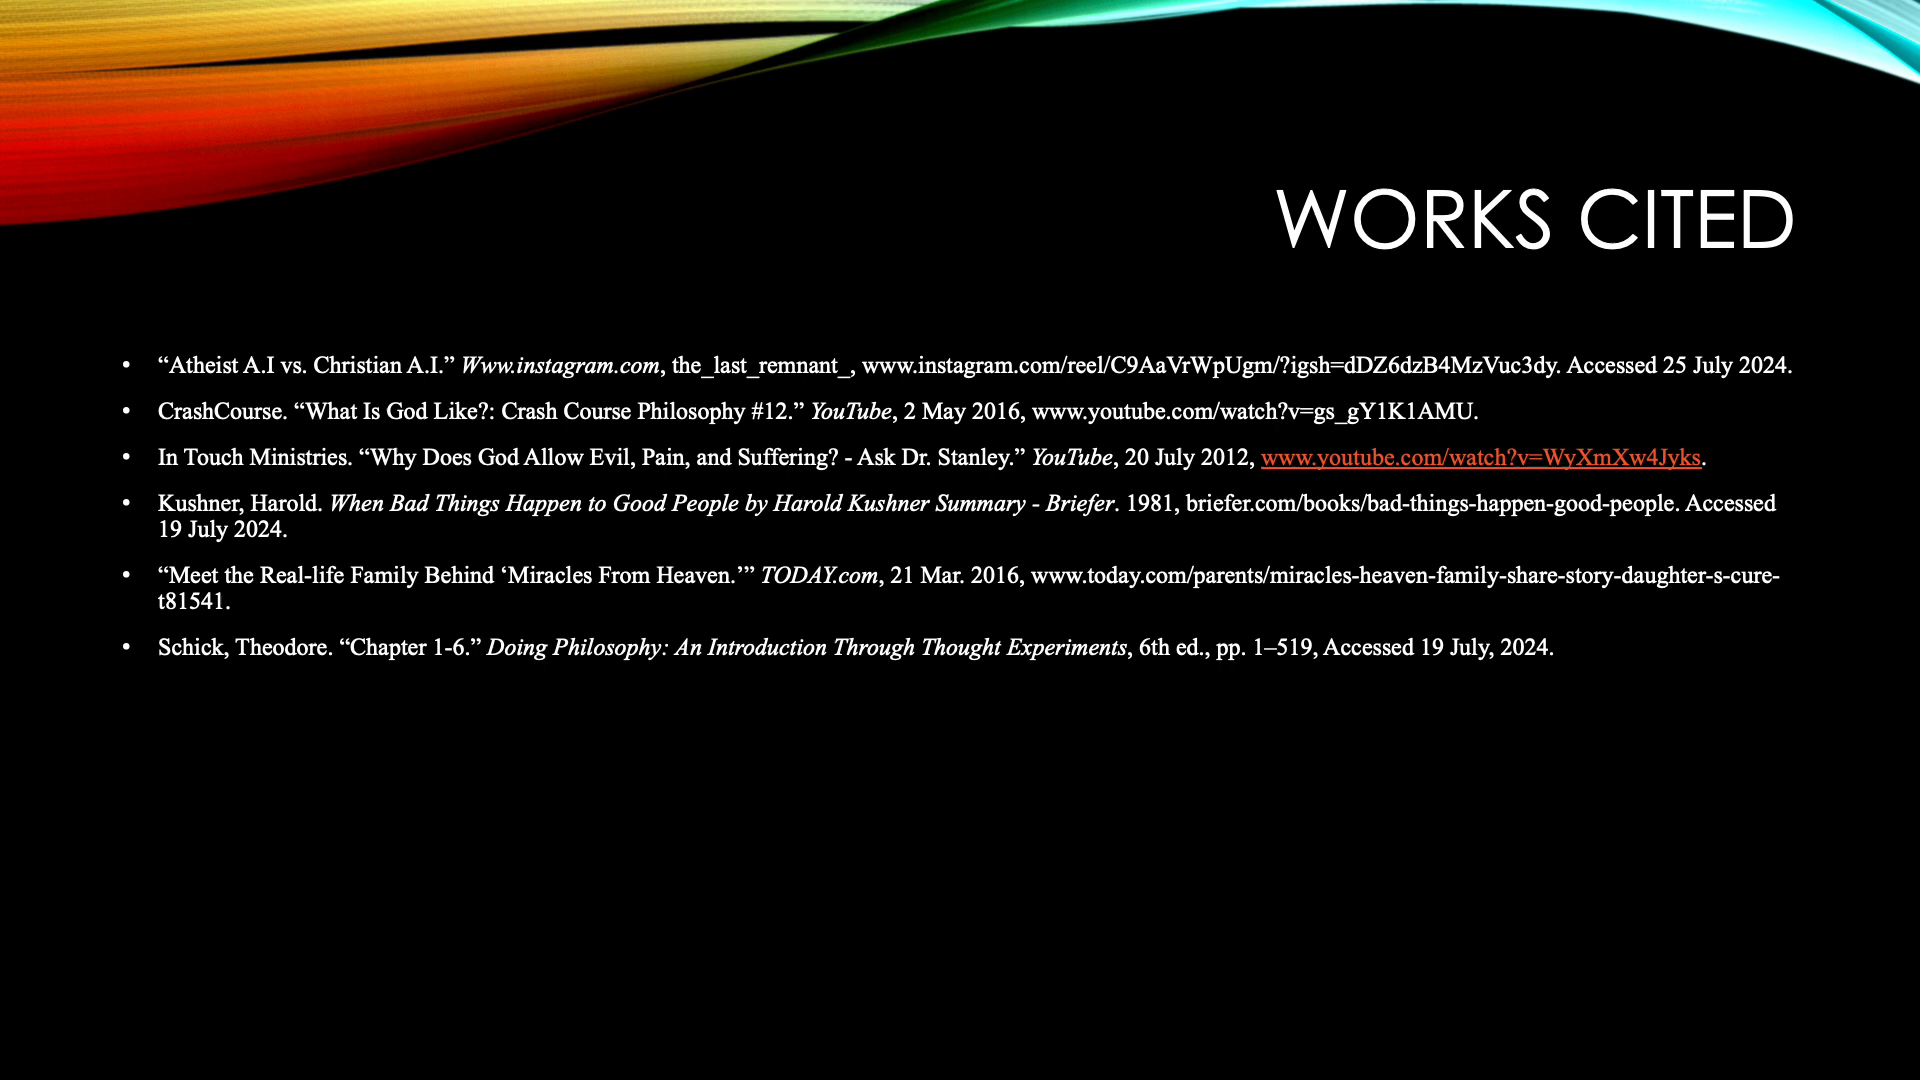 WORKS CITED
• “Atheist A.I vs. Christian A.I.” Www.instagram.com, the_last_remnant_, www.instagram.com/reel/C9AaVrWpUgm/?igsh=dDZ6dzB4MzVuc3dy. Accessed 25 July 2024.
• CrashCourse. “What Is God Like?: Crash Course Philosophy #12.” YouTube, 2 May 2016, www.youtube.com/watch?v=gs_gY1K1AMU.
• In Touch Ministries. “Why Does God Allow Evil, Pain, and Suffering? - Ask Dr. Stanley.” YouTube, 20 July 2012, www.youtube.com/watch?v=WyXmXw4Jyks.
• Kushner, Harold. When Bad Things Happen to Good People by Harold Kushner Summary - Briefer. 1981, briefer.com/books/bad-things-happen-good-people. Accessed
19 July 2024.
• “Meet the Real-life Family Behind ‘Miracles From Heaven.’” TODAY.com, 21 Mar. 2016, www.today.com/parents/miracles-heaven-family-share-story-daughter-s-cure-
t81541.
• Schick, Theodore. “Chapter 1-6.” Doing Philosophy: An Introduction Through Thought Experiments, 6th ed., pp. 1–519, Accessed 19 July, 2024.